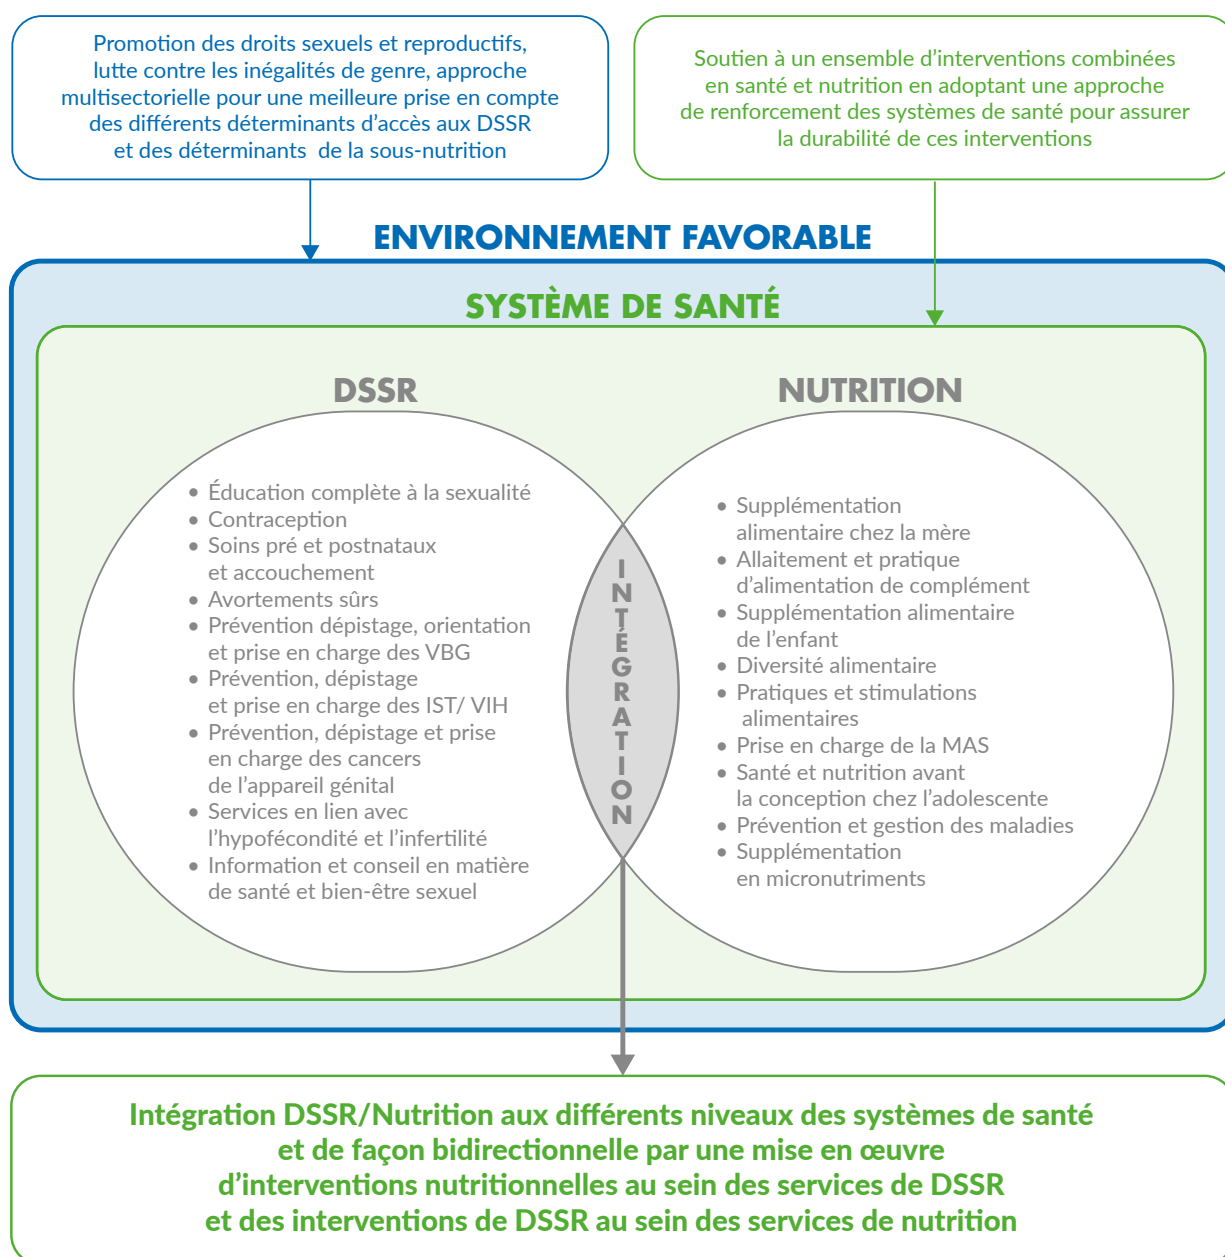 Promotion des droits sexuels et reproductifs,
lutte contre les inégalités de genre, approche
multisectorielle pour une meilleure prise en compte
des différents déterminants d’accès aux DSSR
et des déterminants de la sous-nutrition
Soutien à un ensemble d’interventions combinées
en santé et nutrition en adoptant une approche
de renforcement des systèmes de santé pour assurer
la durabilité de ces interventions
ENVIRONNEMENT FAVORABLE
SYSTÈME DE SANTÉ
DSSR
• Éducation complète à la sexualité
• Contraception
• Soins pré et postnataux
et accouchement
• Avortements sûrs
• Prévention dépistage, orientation
et prise en charge des VBG
• Prévention, dépistage
et prise en charge des IST/ VIH
• Prévention, dépistage et prise
en charge des cancers
de l’appareil génital
• Services en lien avec
l’hypofécondité et l’infertilité
• Information et conseil en matière
de santé et bien-être sexuel
INTÉGRATION
NUTRITION
• Supplémentation
alimentaire chez la mère
• Allaitement et pratique
d’alimentation de complément
• Supplémentation alimentaire
de l’enfant
• Diversité alimentaire
• Pratiques et stimulations
alimentaires
• Prise en charge de la MAS
• Santé et nutrition avant
la conception chez l’adolescente
• Prévention et gestion des maladies
• Supplémentation
en micronutriments
Intégration DSSR/Nutrition aux différents niveaux des systèmes de santé
et de façon bidirectionnelle par une mise en œuvre
d’interventions nutritionnelles au sein des services de DSSR
et des interventions de DSSR au sein des services de nutrition